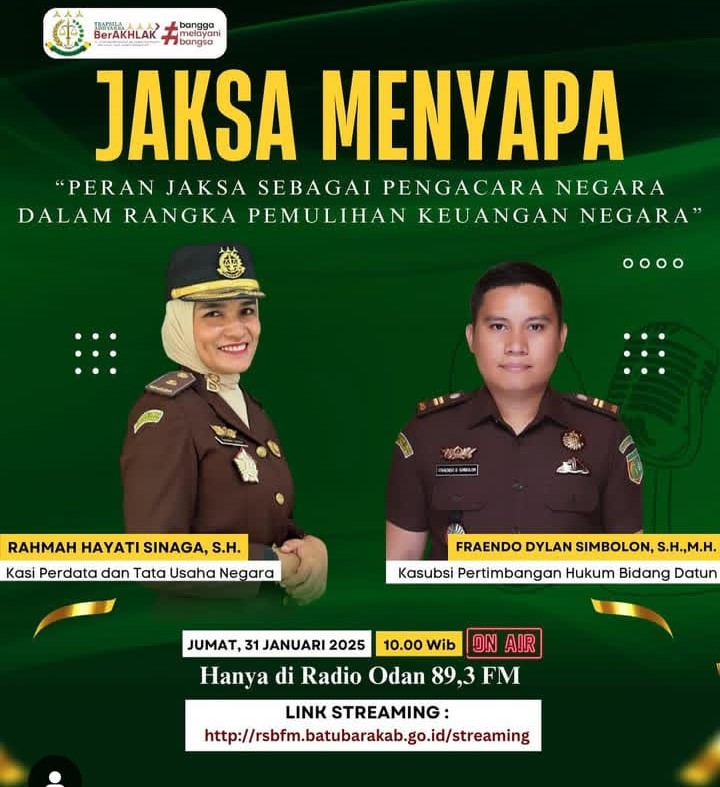 TRAPSILA
ADHYAKSA
BerAKHLAK
#bangga
melayani
bangsa
JAKSA MENYAPA
“PERAN JAKSA SEBAGAI PENGACARA NEGARA
DALAM RANGKA PEMULIHAN KEUANGAN NEGARA”
RAHMAH HAYATI SINAGA, S.H.
Kasi Perdata dan Tata Usaha Negara
FRAENDO DYLAN SIMBOLON, S.H.,M.H.
Kasubsi Pertimbangan Hukum Bidang Datun
JUMAT, 31 JANUARI 2025 10.00 Wib ON AIR
Hanya di Radio Odan 89,3 FM
LINK STREAMING :
http://rsbfm.batubarakab.go.id/streaming